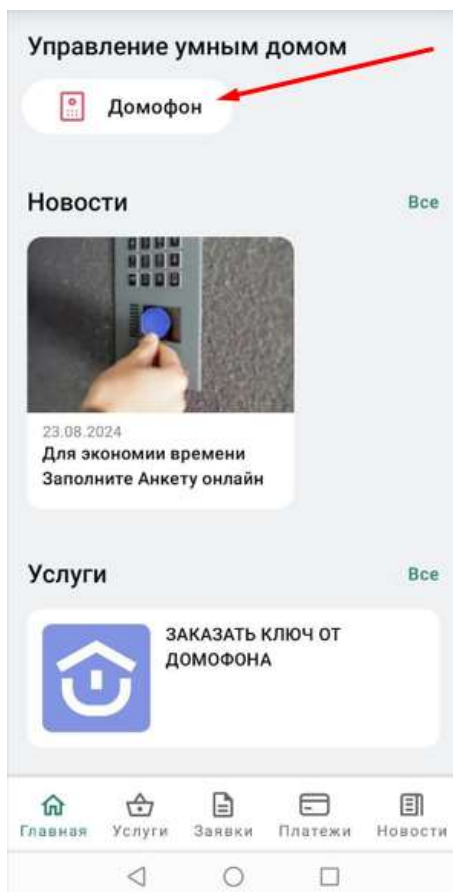 Управление умным домом
Домофон
Новости
Все
23.08.2024
Для экономии времени
Заполните Анкету онлайн
Услуги
Все
ЗАКАЗАТЬ КЛЮЧ ОТ
ДОМОФОНА
Главная
Услуги
Заявки
Платежи
Новости